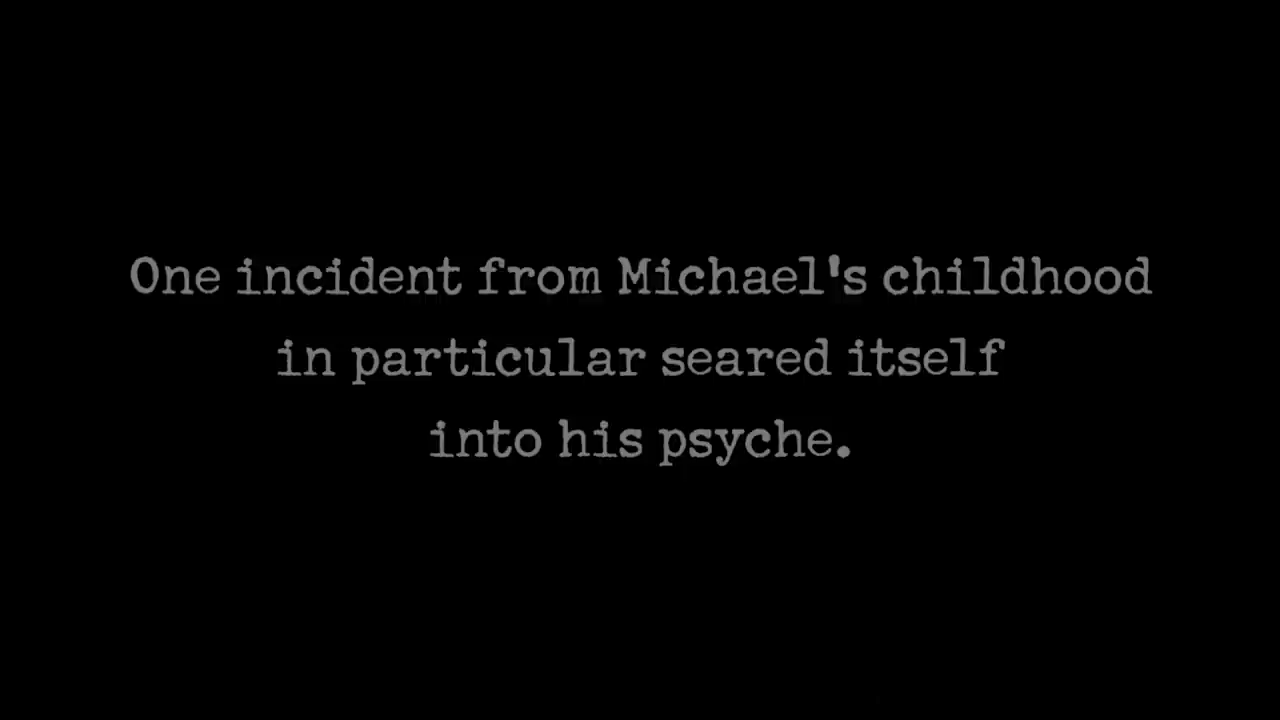 One incident from Michael's childhood
in particular seared itself
into his psyche.